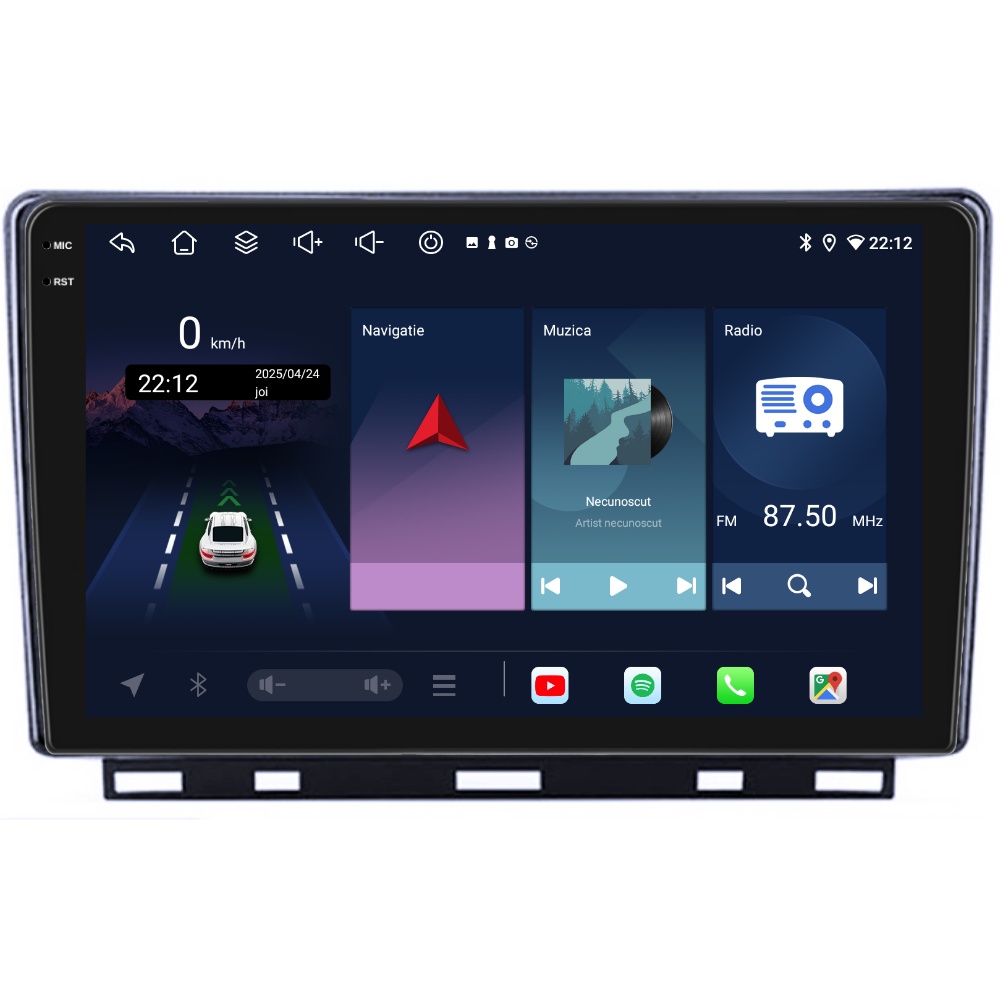 MIC
RST
22:12
0 km/h
22:12
2025/04/24
joi
Navigatie
Muzica
Necunoscut
Artist necunoscut
Radio
FM 87.50 MHz
G